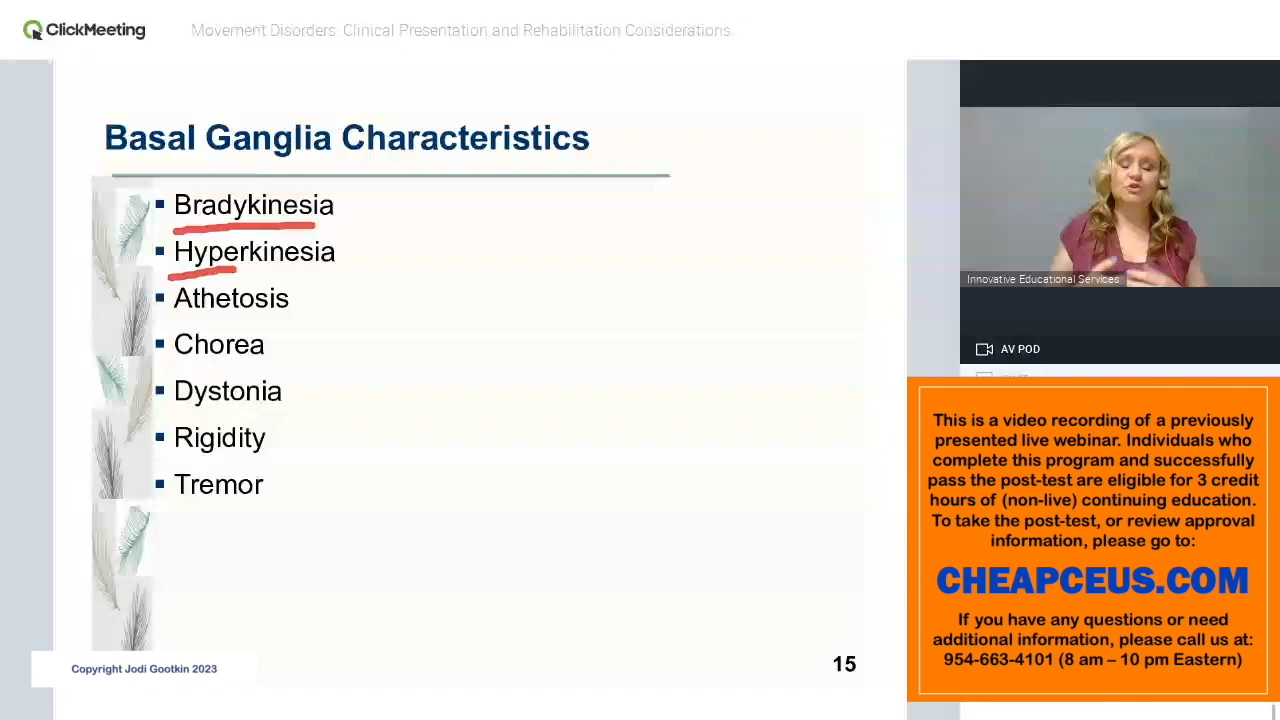 ClickMeeting
Movement Disorders: Clinical Presentation and Rehabilitation Considerations
Basal Ganglia Characteristics
Bradykinesia
Hyperkinesia
Athetosis
Chorea
Dystonia
Rigidity
Tremor
Copyright Jodi Gootkin 2023
15
Innovative Educational Services
AV POD
This is a video recording of a previously
presented live webinar. Individuals who
complete this program and successfully
pass the post-test are eligible for 3 credit
hours of (non-live) continuing education.
To take the post-test, or review approval
information, please go to:
CHEAPCEUS.COM
If you have any questions or need
additional information, please call us at:
954-663-4101 (8 am – 10 pm Eastern)